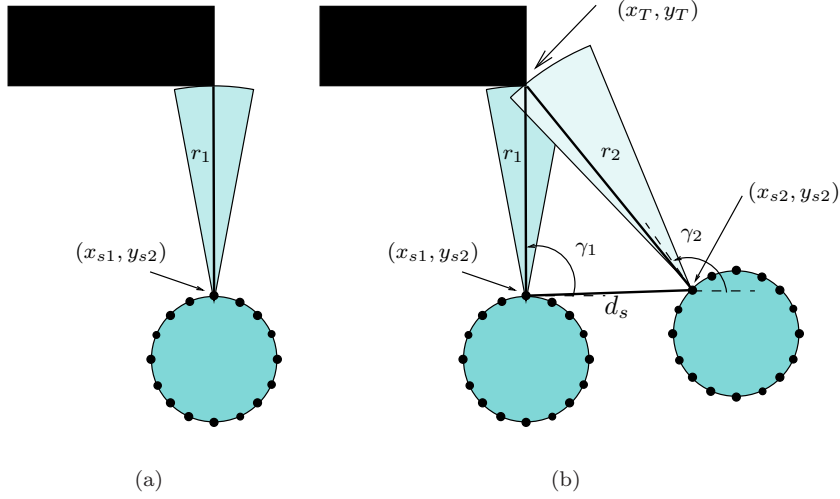 (x_T, y_T)
r_1
r_1
r_2
(x_{s1}, y_{s2})
(x_{s1}, y_{s2})
γ_1
γ_2
(x_{s2}, y_{s2})
d_s
(a)
(b)